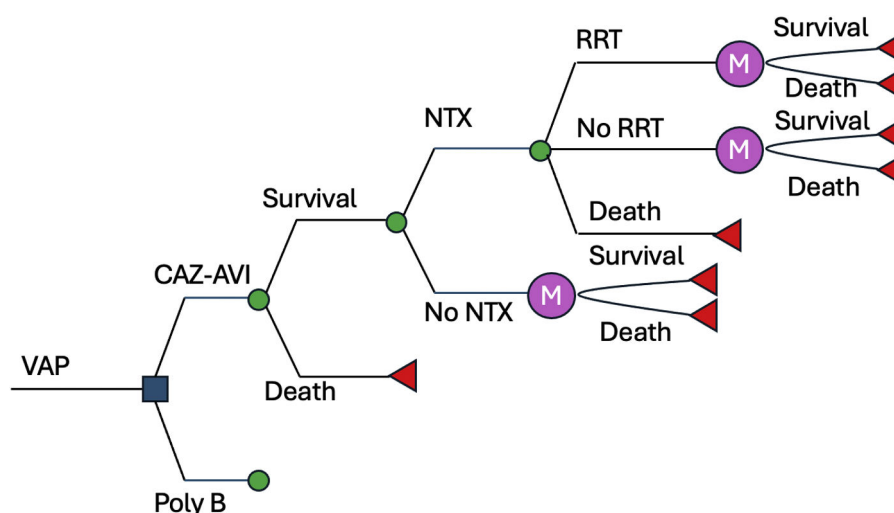 Survival
RRT
M
Death
NTX
No RRT
M
Survival
Death
Survival
Death
Survival
CAZ-AVI
No NTX
M
Death
VAP
Death
Poly B